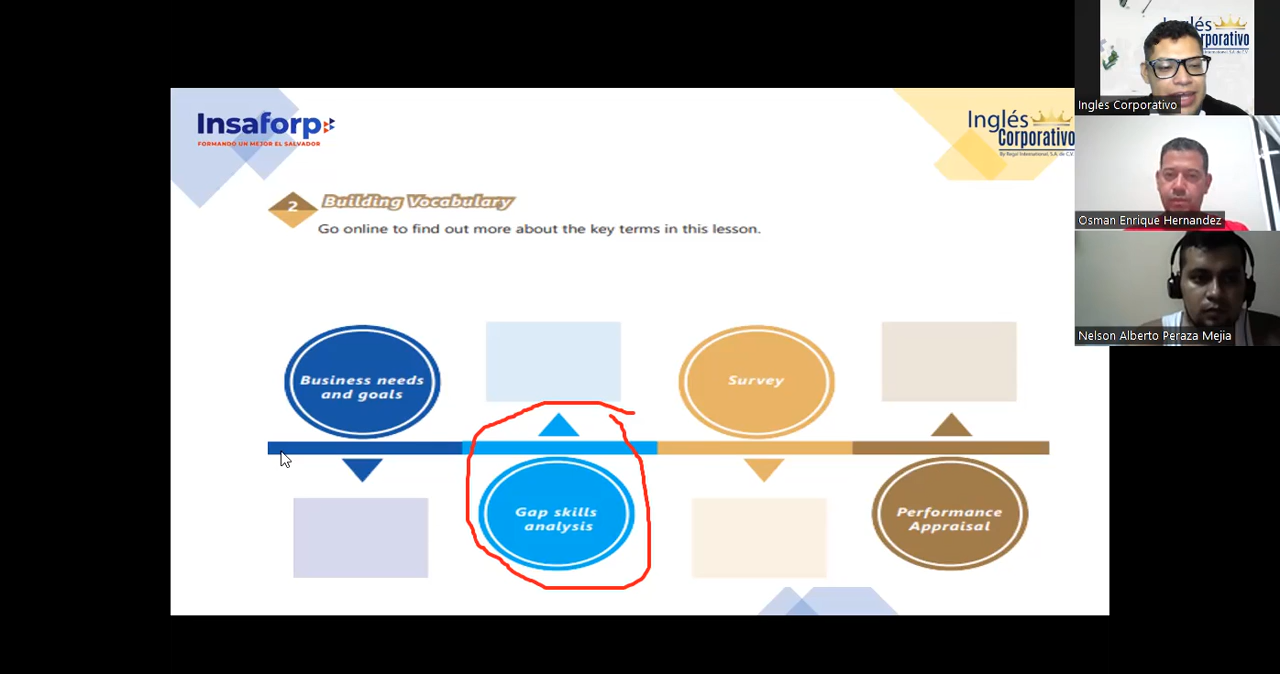 Insaforp
FORMANDO UN MEJOR EL SALVADOR
Inglés
Corporativo
By Regal International, S.A. de C.V.
2
Building Vocabulary
Go online to find out more about the key terms in this lesson.
Business needs
and goals
Survey
Gap skills
analysis
Performance
Appraisal
Inglés
rporativo
Ingles Corporativo
Osman Enrique Hernandez
Nelson Alberto Peraza Mejia